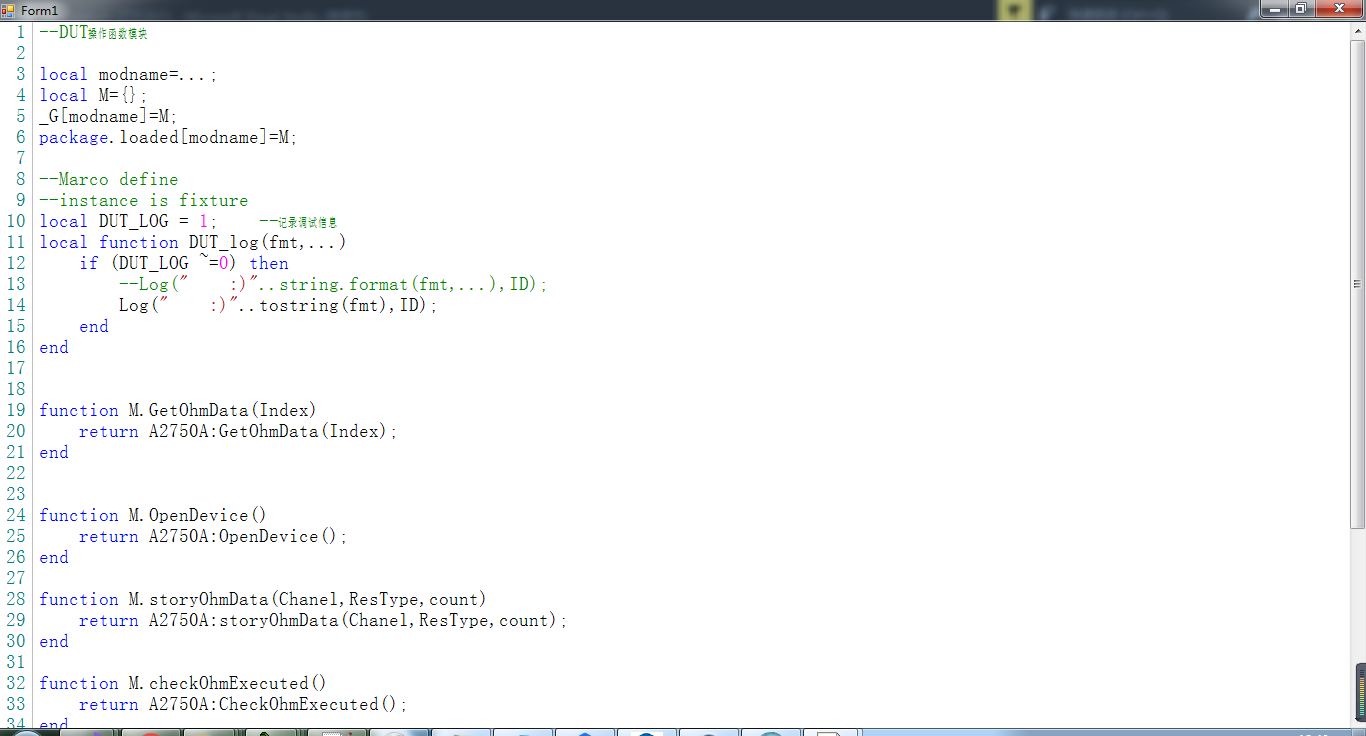 Form1
1 --DUT操作函数模块
2
3 local modname=...;
4 local M={};
5 _G[modname]=M;
6 package.loaded[modname]=M;
7
8 --Marco define
9 --instance is fixture
10 local DUT_LOG = 1; --记录调试信息
11 local function DUT_log(fmt,...)
12 if (DUT_LOG ~=0) then
13 --Log("    :)"..string.format(fmt,...),ID);
14 Log("    :)"..tostring(fmt),ID);
15 end
16 end
17
18
19 function M.GetOhmData(Index)
20 return A2750A:GetOhmData(Index);
21 end
22
23
24 function M.OpenDevice()
25 return A2750A:OpenDevice();
26 end
27
28 function M.storyOhmData(Chanel,ResType,count)
29 return A2750A:storyOhmData(Chanel,ResType,count);
30 end
31
32 function M.checkOhmExecuted()
33 return A2750A:CheckOhmExecuted();
34 end